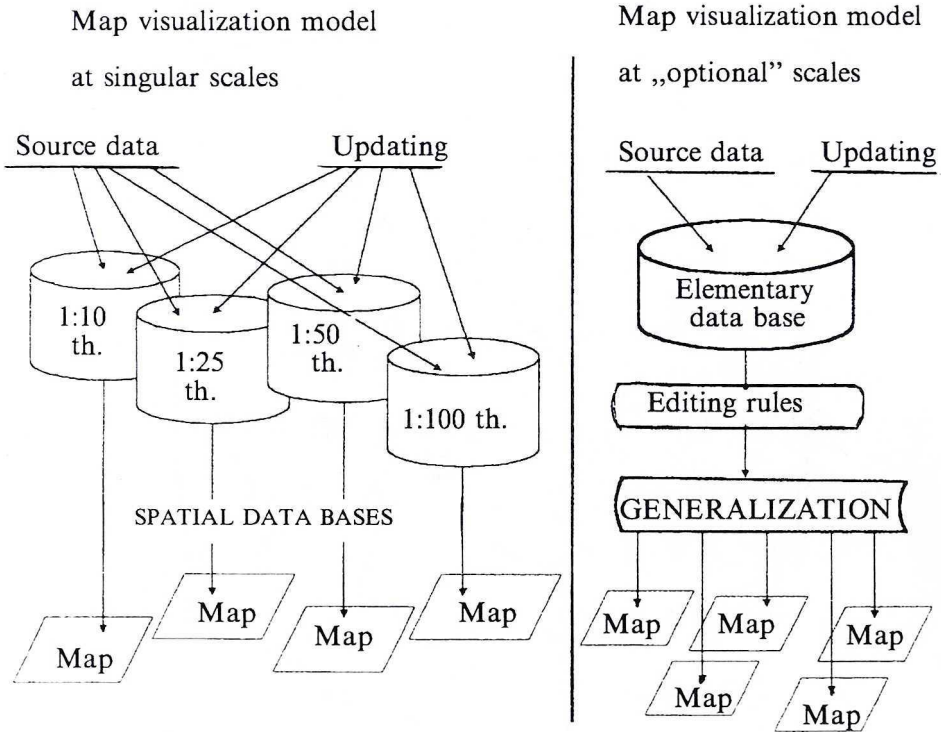 Map visualization model
at singular scales
Source data
Updating
1:10
th.
1:25
th.
1:50
th.
1:100 th.
SPATIAL DATA BASES
Map
Map
Map
Map
Map visualization model
at „optional” scales
Source data
Updating
Elementary
data base
Editing rules
GENERALIZATION
Map
Map
Map
Map
Map